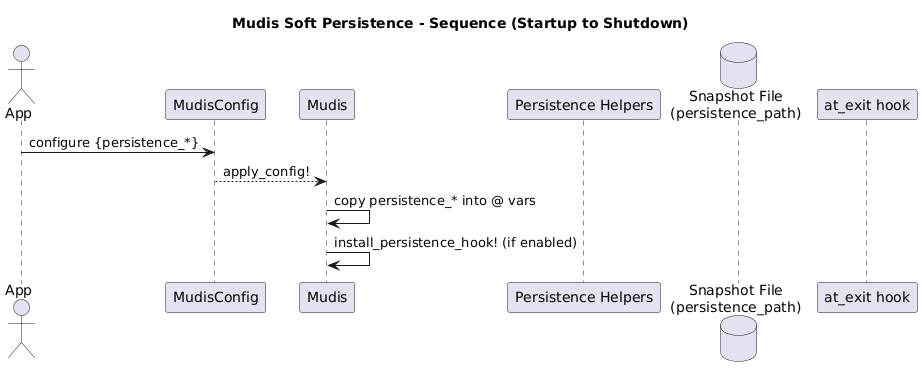 Mudis Soft Persistence - Sequence (Startup to Shutdown)
App
MudisConfig
Mudis
Persistence Helpers
Snapshot File
(persistence_path)
at_exit hook
configure {persistence_*}
apply_config!
copy persistence_* into @ vars
install_persistence_hook! (if enabled)
App
MudisConfig
Mudis
Persistence Helpers
Snapshot File
(persistence_path)
at_exit hook